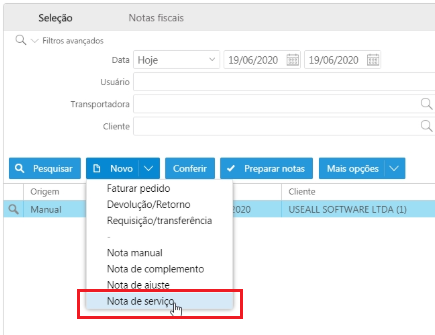 Seleção Notas fiscais
Filtros avançados
Data Hoje 19/06/2020 19/06/2020
Usuário
Transportadora
Cliente
Pesquisar Novo Conferir Preparar notas Mais opções
Origem Cliente
Manual 2020 USEALL SOFTWARE LTDA (1)
Faturar pedido
Devolução/Retorno
Requisição/transferência
-
Nota manual
Nota de complemento
Nota de ajuste
Nota de serviço